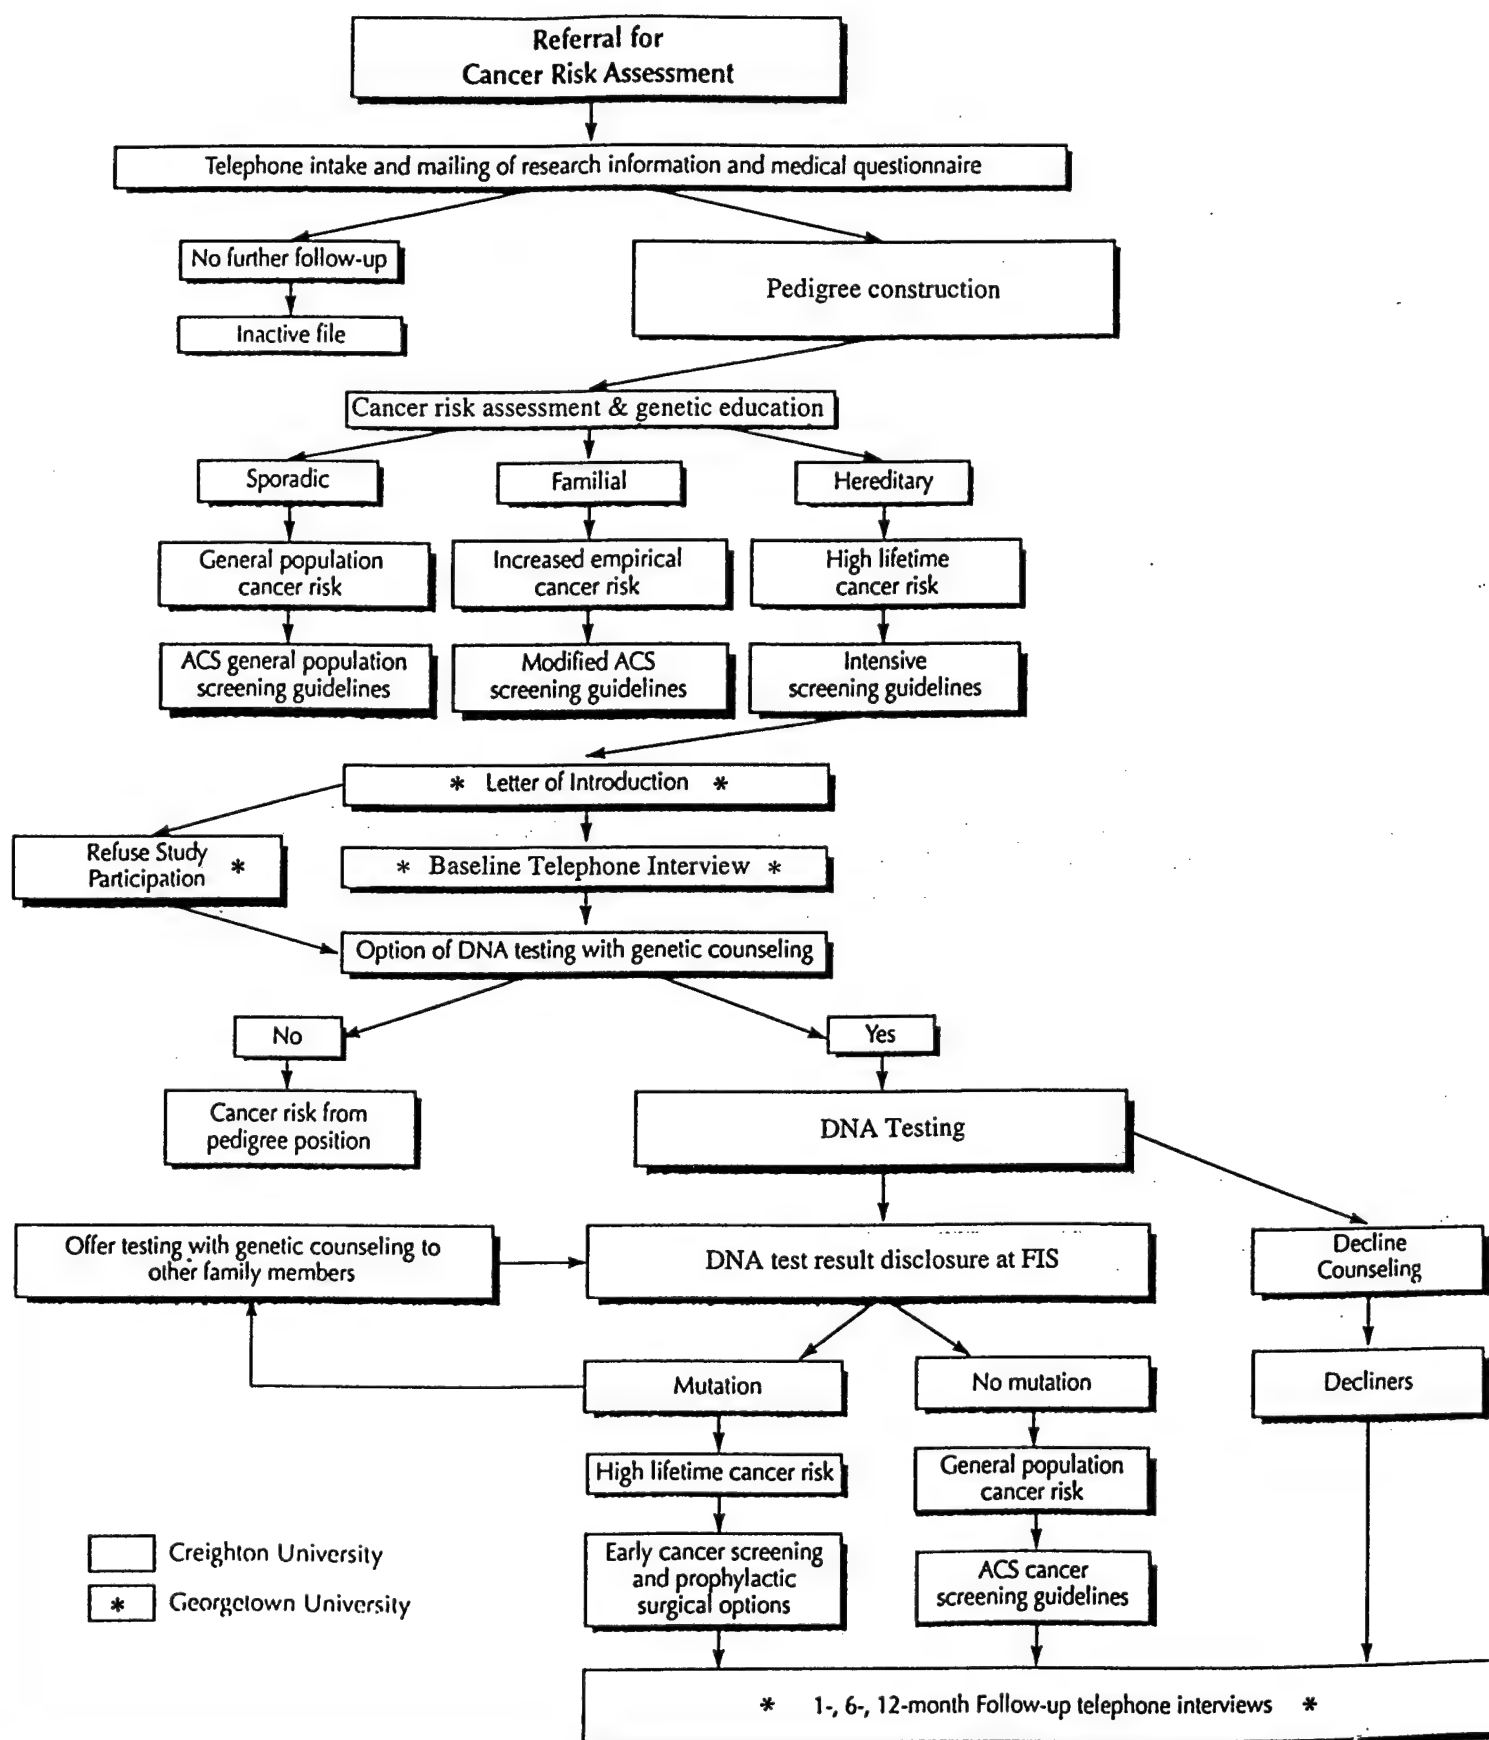 Referral for
Cancer Risk Assessment
Telephone intake and mailing of research information and medical questionnaire
No further follow-up
Pedigree construction
Inactive file
Cancer risk assessment & genetic education
Sporadic
Familial
Hereditary
General population
cancer risk
Increased empirical
cancer risk
High lifetime
cancer risk
ACS general population
screening guidelines
Modified ACS
screening guidelines
Intensive
screening guidelines
* Letter of Introduction *
Refuse Study
Participation *
* Baseline Telephone Interview *
Option of DNA testing with genetic counseling
No
Yes
Cancer risk from
pedigree position
DNA Testing
Offer testing with genetic counseling to
other family members
DNA test result disclosure at FIS
Decline
Counseling
Mutation
No mutation
Decliners
High lifetime cancer risk
General population
cancer risk
Early cancer screening
and prophylactic
surgical options
ACS cancer
screening guidelines
Creighton University
* Georgetown University
* 1-, 6-, 12-month Follow-up telephone interviews *